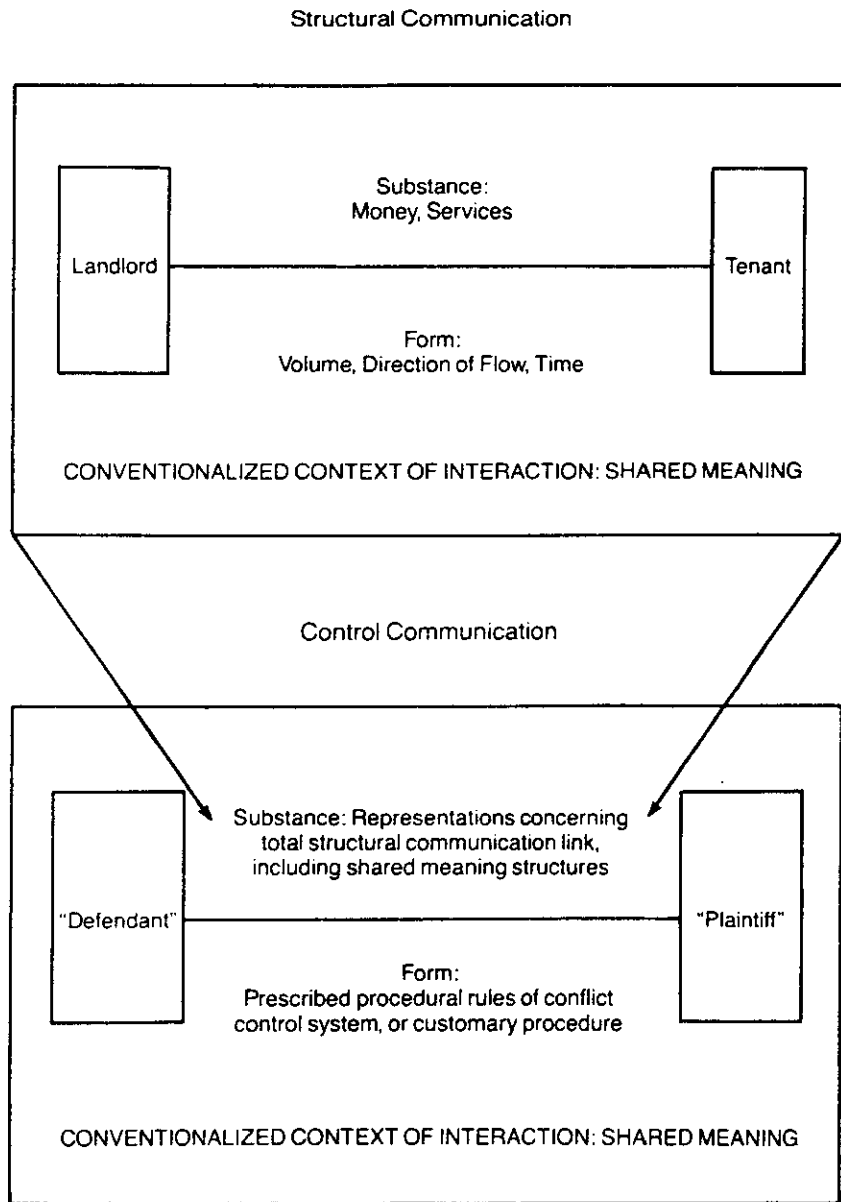 Structural Communication
Substance:
Money, Services
Landlord
Tenant
Form:
Volume, Direction of Flow, Time
CONVENTIONALIZED CONTEXT OF INTERACTION: SHARED MEANING
Control Communication
Substance: Representations concerning
total structural communication link,
including shared meaning structures
"Defendant"
"Plaintiff"
Form:
Prescribed procedural rules of conflict
control system, or customary procedure
CONVENTIONALIZED CONTEXT OF INTERACTION: SHARED MEANING